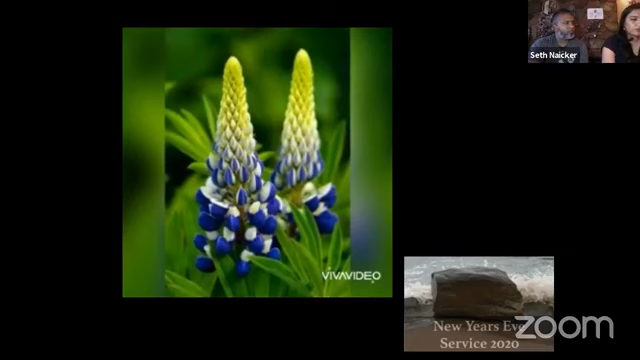 Seth Naicker
VIVAVIDEO
New Years Eve
Service 2020
zoom